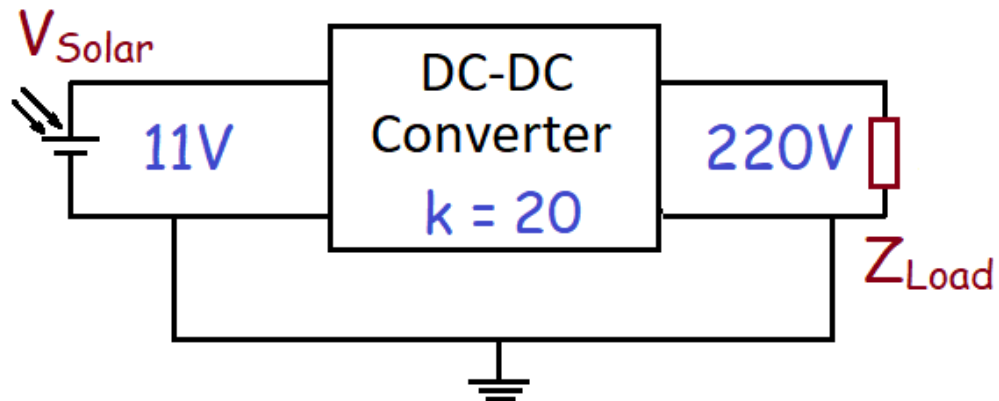 VSolar
DC-DC
Converter
11V
220V
k = 20
ZLoad